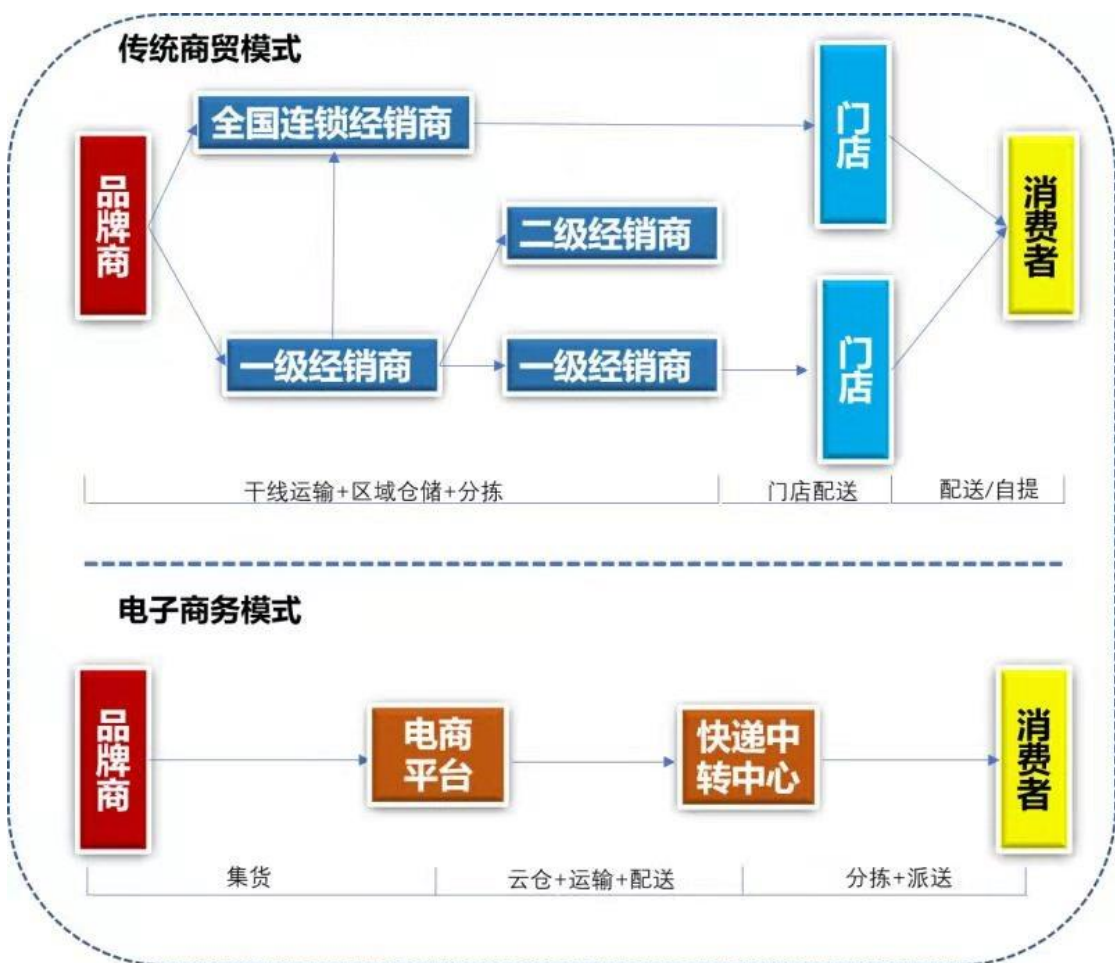 传统商贸模式
全国连锁经销商
门店
品牌商
消费者
二级经销商
一级经销商
一级经销商
门店
干线运输+区域仓储+分拣
门店配送
配送/自提
电子商务模式
品牌商
电商
平台
快递中
转中心
消费者
集货
云仓+运输+配送
分拣+派送